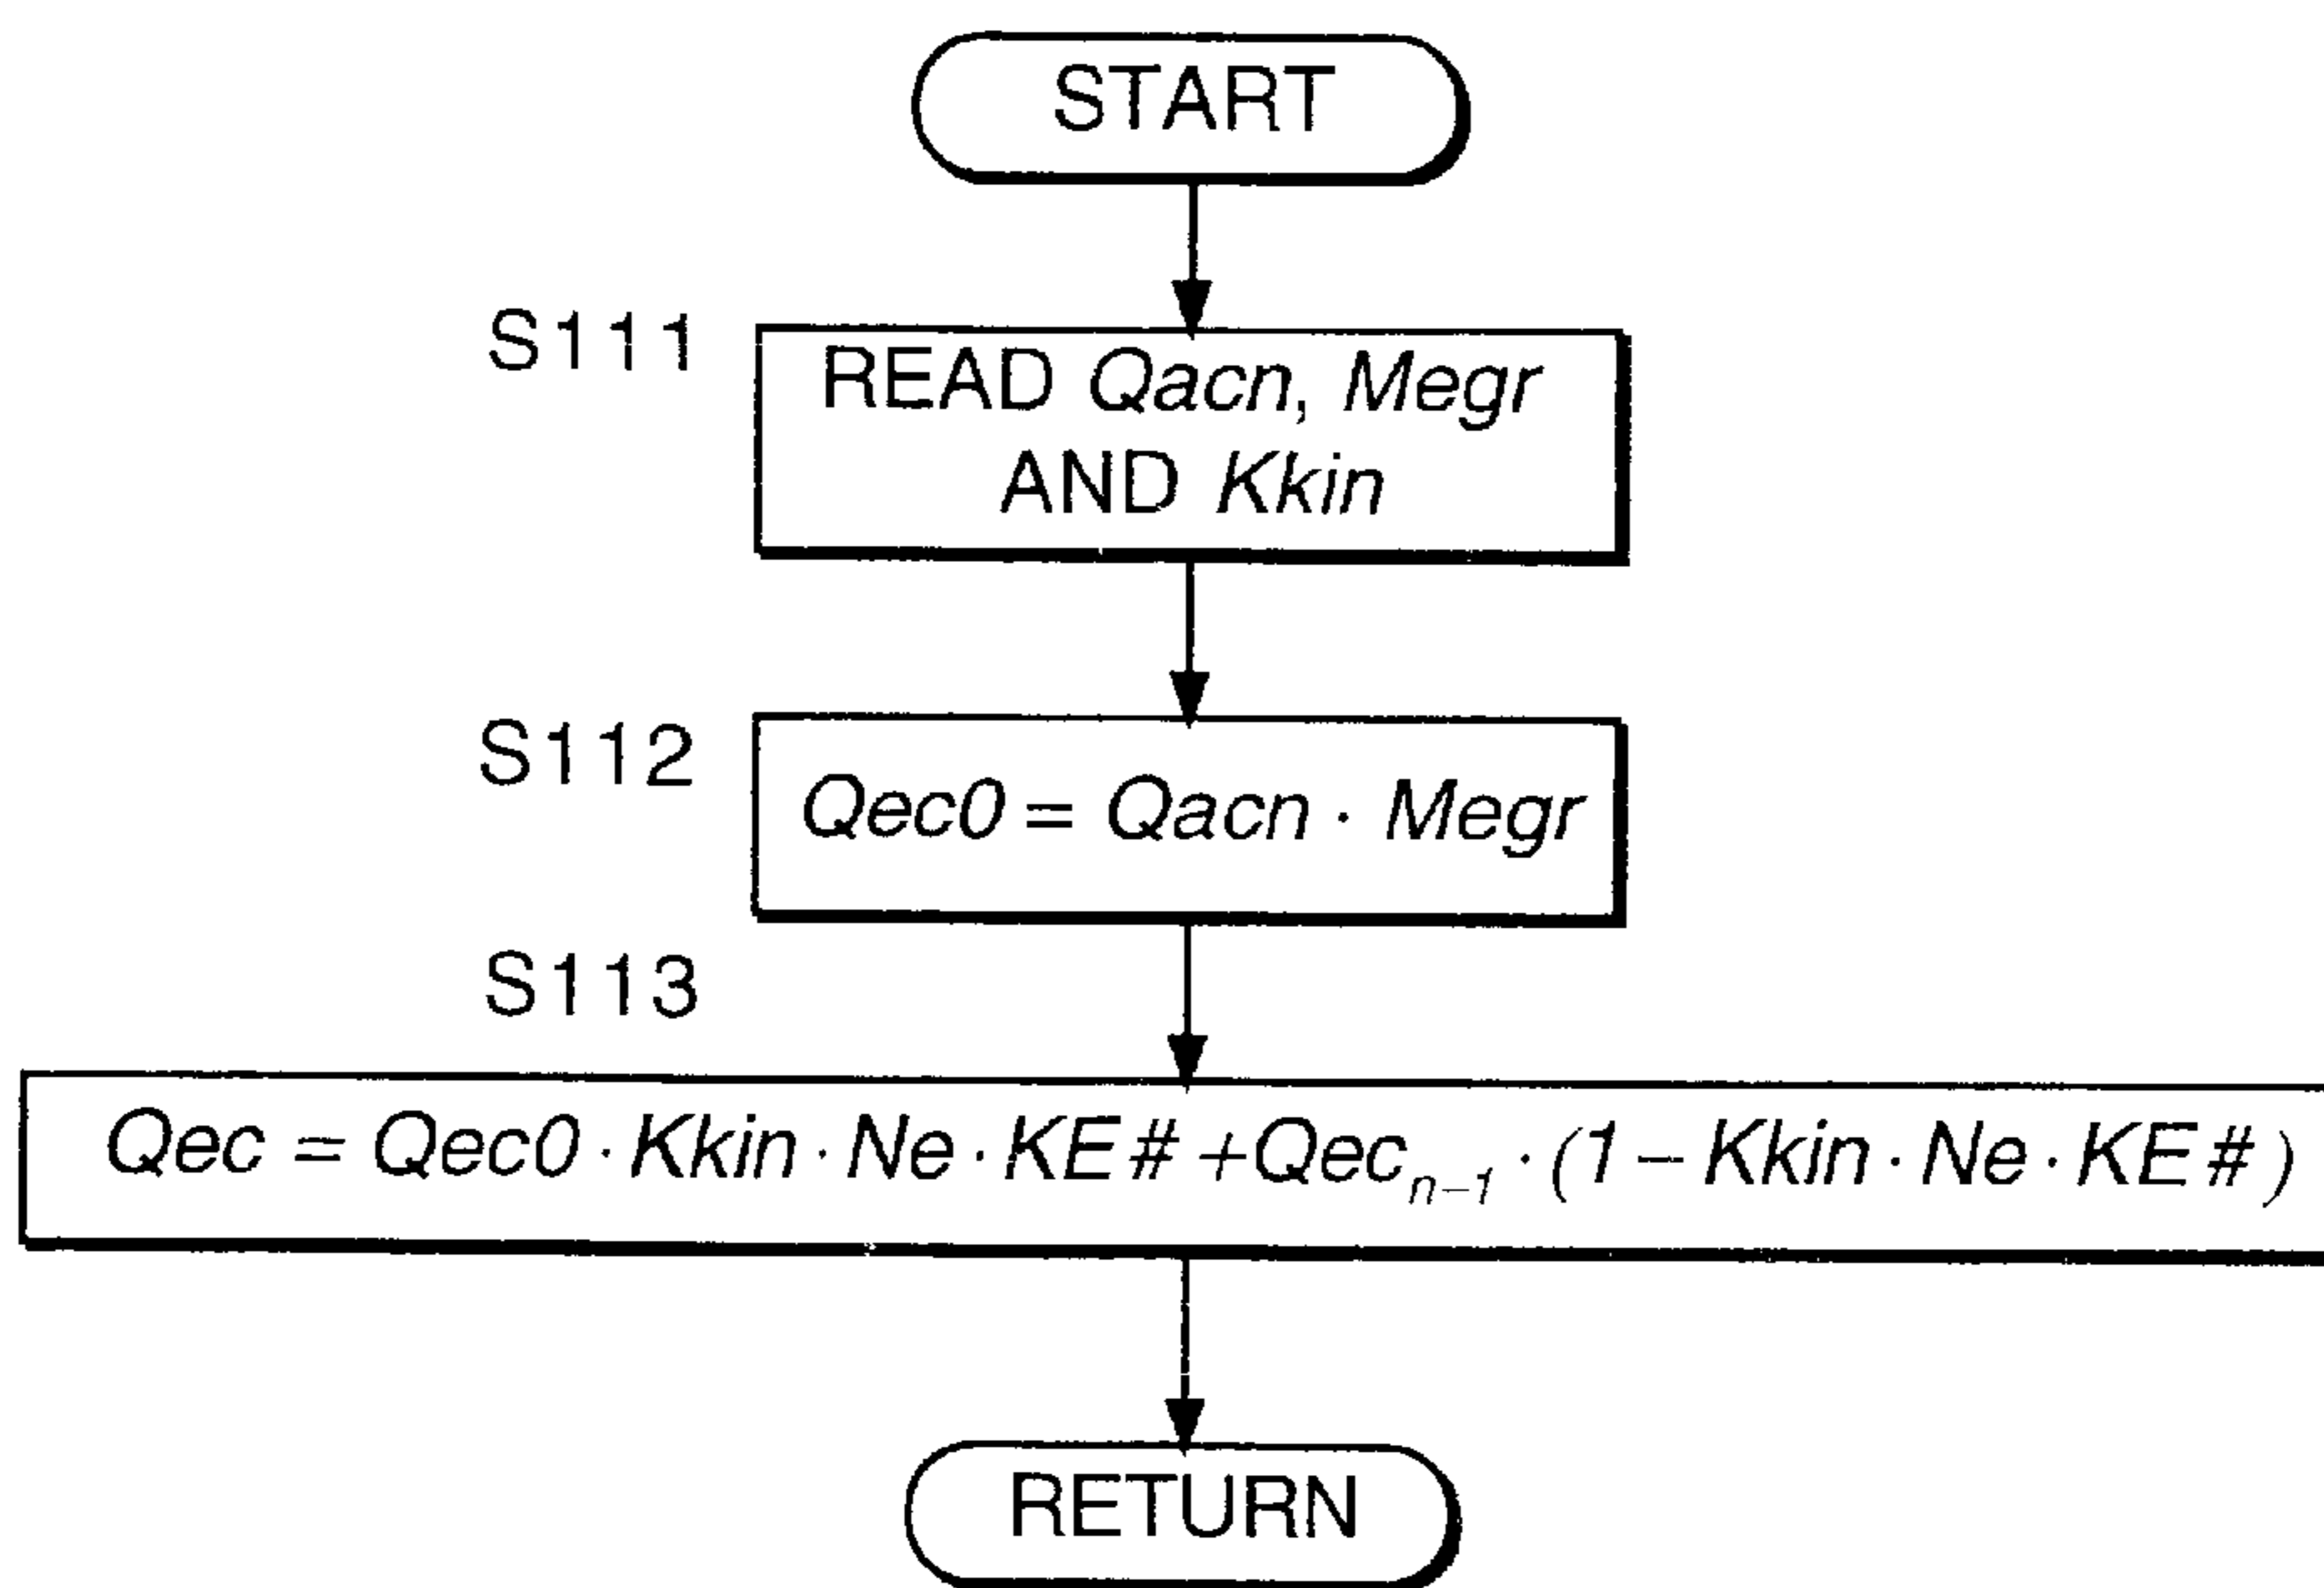 START
S111
READ Qacn, Megr
AND Kkin
S112
Qec0 = Qacn · Megr
S113
Qec = Qec0 · Kkin · Ne · KE# + Qecₙ₋₁ · (1 – Kkin · Ne · KE#)
RETURN